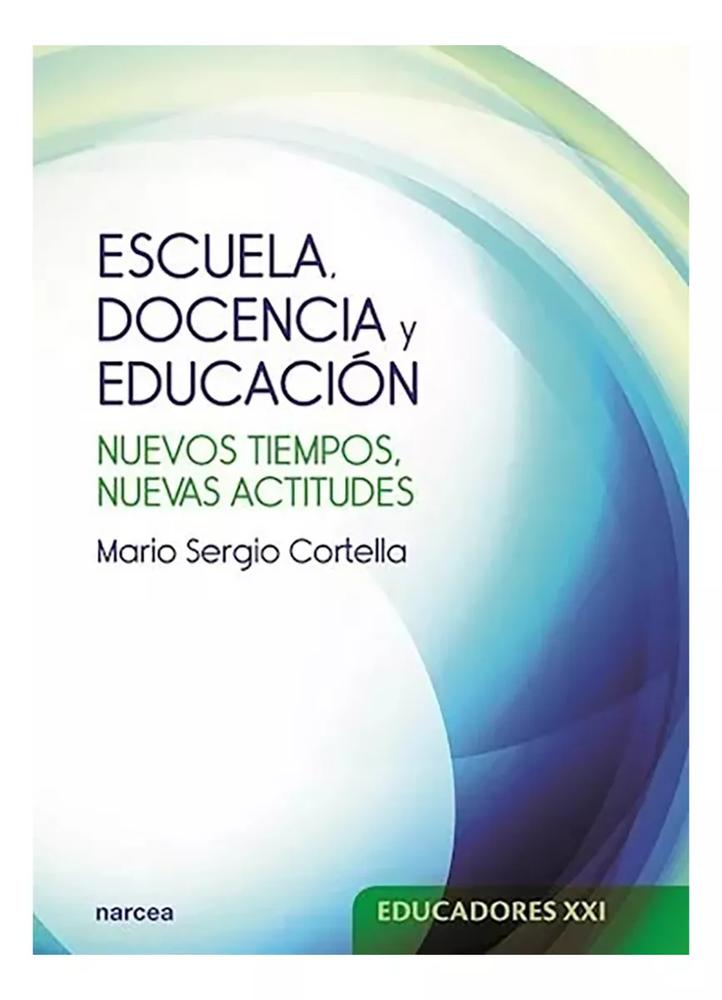 ESCUELA,
DOCENCIA y
EDUCACIÓN
NUEVOS TIEMPOS,
NUEVAS ACTITUDES
Mario Sergio Cortella
narcea
EDUCADORES XXI